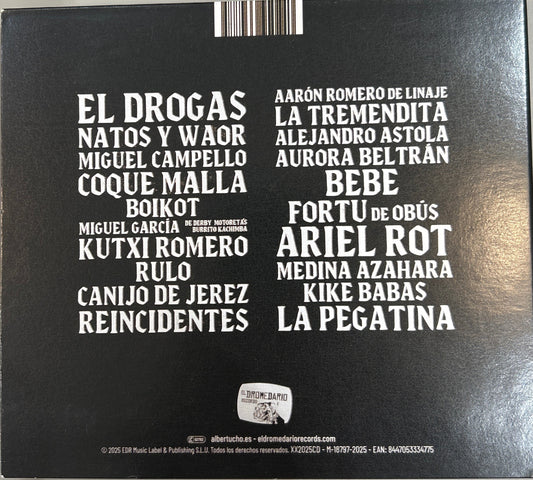 EL DROGAS
NATOS Y WAOR
MIGUEL CAMPELLO
COQUE MALLA
BOIKOT
MIGUEL GARCÍA DE DERBY MOTORETA'S BURRITO KACHIMBA
KUTXI ROMERO
RULO
CANIJO DE JEREZ
REINCIDENTES
AARÓN ROMERO DE LINAJE
LA TREMENDITA
ALEJANDRO ASTOLA
AURORA BELTRÁN
BEBE
FORTU DE OBÚS
ARIEL ROT
MEDINA AZAHARA
KIKE BABAS
LA PEGATINA
EL DROMEDARIO
RECORDS
albertucho.es - eldromedariorecords.com
© 2025 EDR Music Label & Publishing S.L.U. Todos los derechos reservados. XX2025CD - M-18797-2025 - EAN: 8447053334775